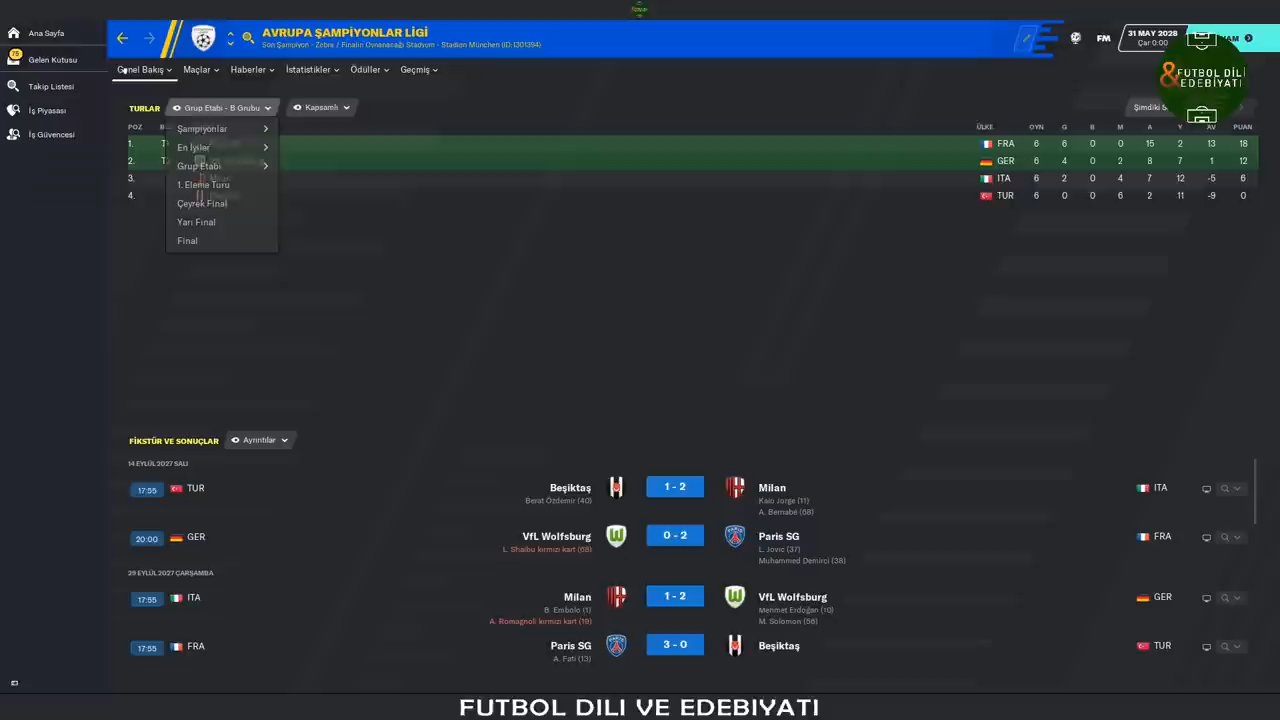 Ana Sayfa
75
Gelen Kutusu
Takip Listesi
İş Piyasası
İş Güvencesi
AVRUPA ŞAMPİYONLAR LİGİ
Son Şampiyon - Zebre / Finalin Oynanacağı Stadyom - Stadion München (ID:1301394)
FM
31 MAY 2028
Çar 0:00
&FUTBOL DİLİ
EDEBİYATI
Genel Bakış
Maçlar
Haberler
İstatistikler
Ödüller
Geçmiş
TURLAR
Grup Etabı - B Grubu
Kapsamlı
Şampiyonlar
En İyiler
Grup Etabı
1. Eleme Turu
Çeyrek Final
Yarı Final
Final
POZ ÜLKE OYN G B M A Y AV PUAN
1. FRA 6 6 0 0 15 2 13 18
2. GER 6 4 0 2 8 7 1 12
3. ITA 6 2 0 4 7 12 -5 6
4. TUR 6 0 0 6 2 11 -9 0
FİKSTÜR VE SONUÇLAR
Ayrıntılar
14 EYLÜL 2027 SALI
17:55 TUR Beşiktaş 1 - 2 Milan ITA
Berat Özdemir (40) Kaio Jorge (11)
A. Bernabé (68)
20:00 GER VfL Wolfsburg 0 - 2 Paris SG FRA
L. Shaibu kırmızı kart (69) L. Jovic (37)
Muhammed Demirci (38)
29 EYLÜL 2027 ÇARŞAMBA
17:55 ITA Milan 1 - 2 VfL Wolfsburg GER
B. Embolo (1) Mehmet Erdoğan (10)
A. Romagnoli kırmızı kart (19) M. Solomon (56)
17:55 FRA Paris SG 3 - 0 Beşiktaş TUR
A. Fati (13)
FUTBOL DILI VE EDEBIYATI